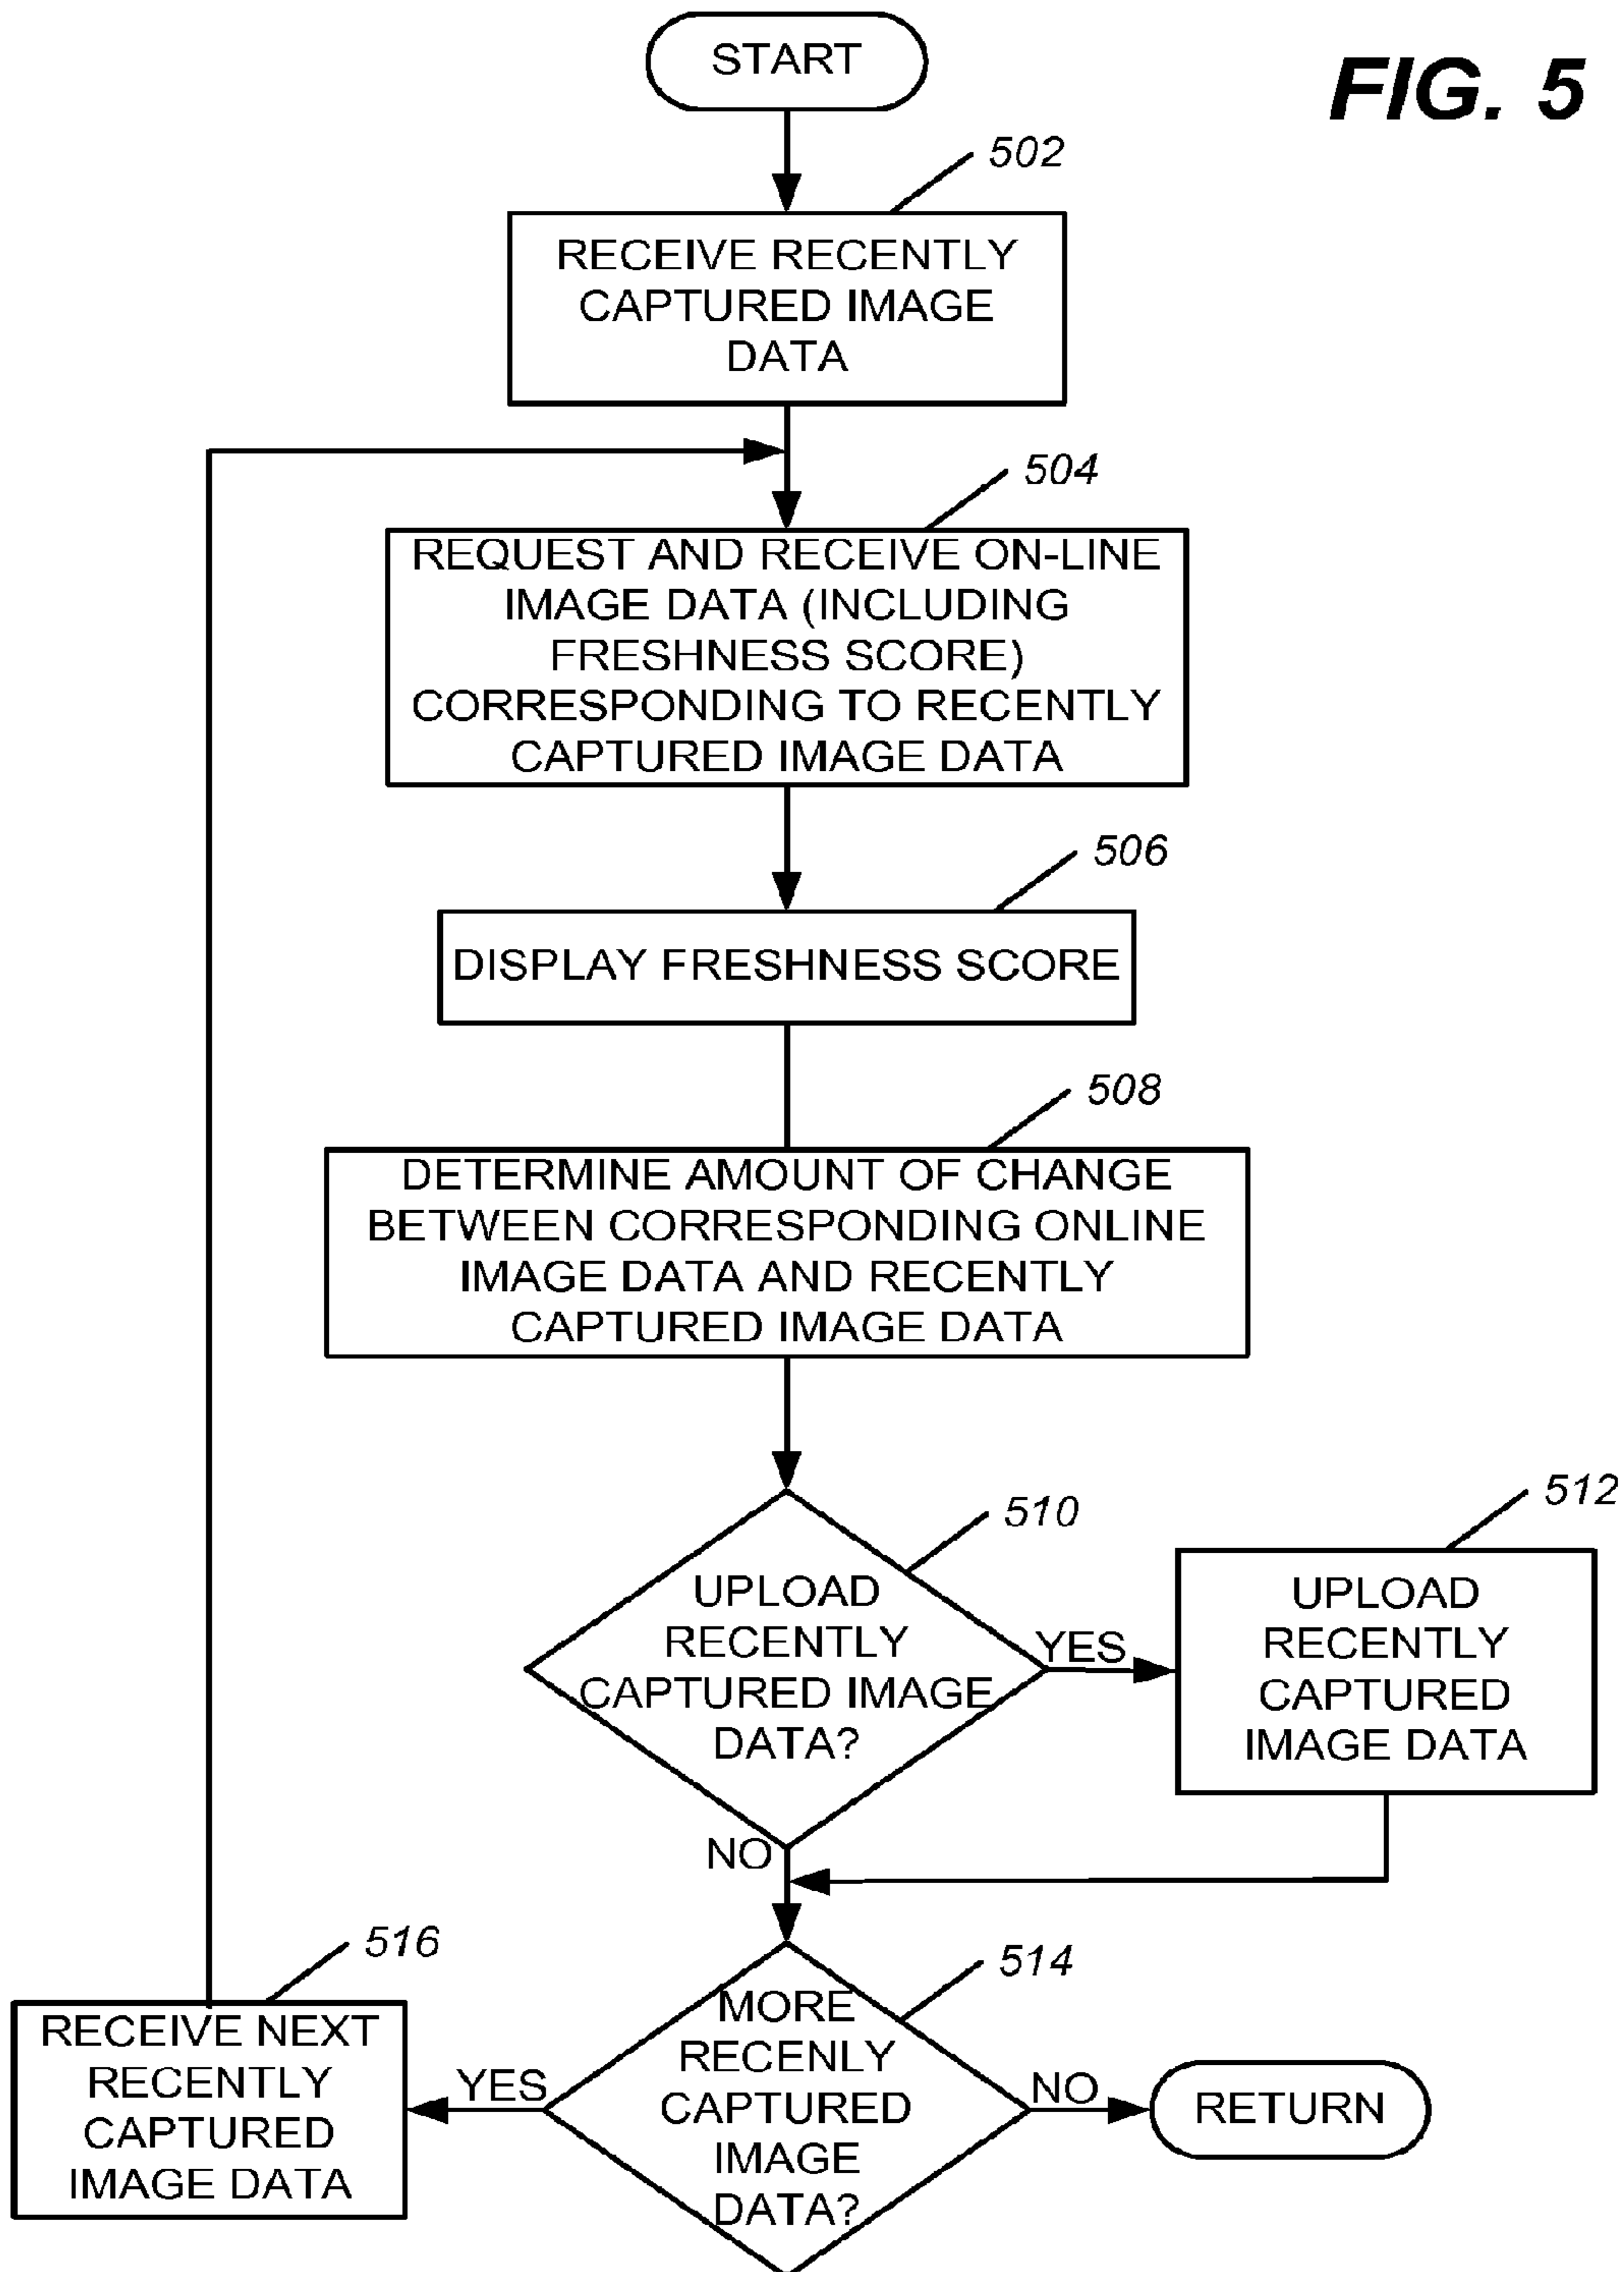 START
FIG. 5
502
RECEIVE RECENTLY
CAPTURED IMAGE
DATA
504
REQUEST AND RECEIVE ON-LINE
IMAGE DATA (INCLUDING
FRESHNESS SCORE)
CORRESPONDING TO RECENTLY
CAPTURED IMAGE DATA
506
DISPLAY FRESHNESS SCORE
508
DETERMINE AMOUNT OF CHANGE
BETWEEN CORRESPONDING ONLINE
IMAGE DATA AND RECENTLY
CAPTURED IMAGE DATA
510
UPLOAD
RECENTLY
CAPTURED IMAGE
DATA?
YES
512
UPLOAD
RECENTLY
CAPTURED
IMAGE DATA
NO
514
MORE
RECENLY
CAPTURED
IMAGE
DATA?
YES
516
RECEIVE NEXT
RECENTLY
CAPTURED
IMAGE DATA
NO
RETURN